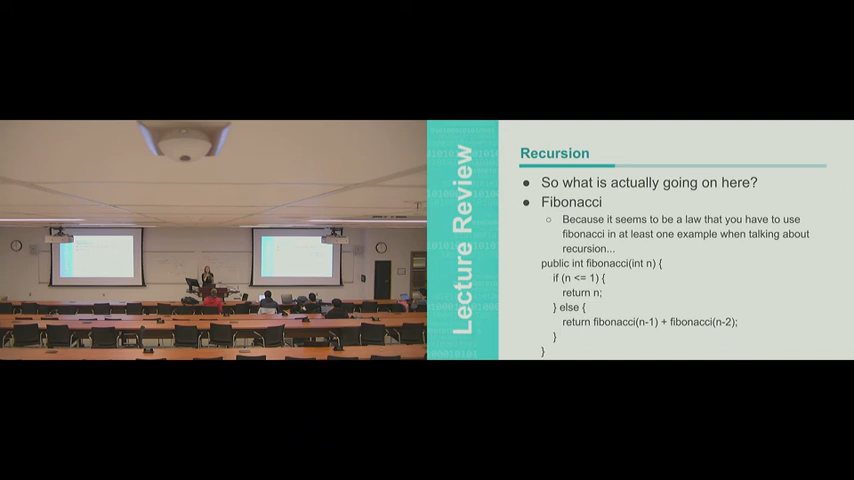 Lecture Review
Recursion
● So what is actually going on here?
● Fibonacci
○ Because it seems to be a law that you have to use
fibonacci in at least one example when talking about
recursion...
public int fibonacci(int n) {
if (n <= 1) {
return n;
} else {
return fibonacci(n-1) + fibonacci(n-2);
}
}